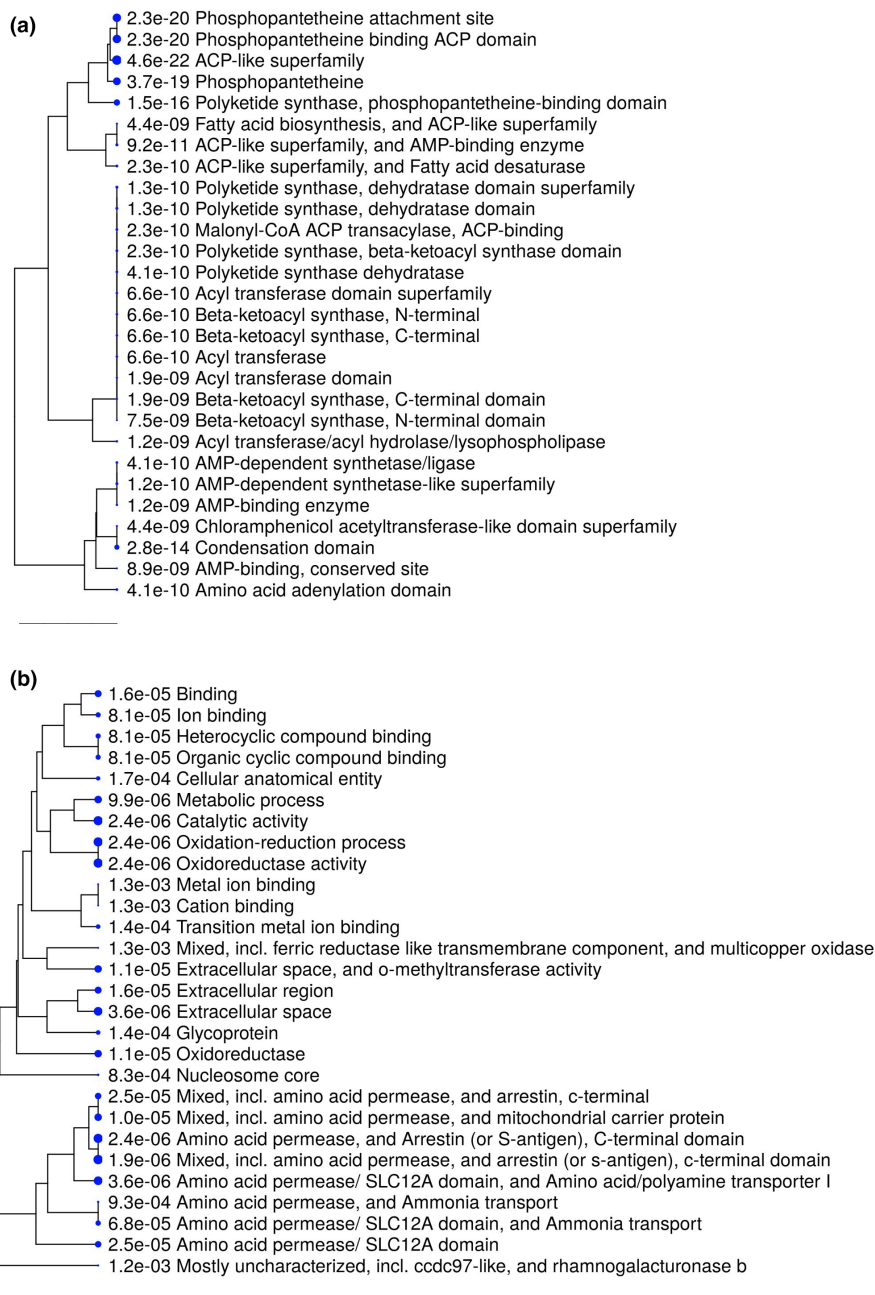 (a)
2.3e-20 Phosphopantetheine attachment site
2.3e-20 Phosphopantetheine binding ACP domain
4.6e-22 ACP-like superfamily
3.7e-19 Phosphopantetheine
1.5e-16 Polyketide synthase, phosphopantetheine-binding domain
4.4e-09 Fatty acid biosynthesis, and ACP-like superfamily
9.2e-11 ACP-like superfamily, and AMP-binding enzyme
2.3e-10 ACP-like superfamily, and Fatty acid desaturase
1.3e-10 Polyketide synthase, dehydratase domain superfamily
1.3e-10 Polyketide synthase, dehydratase domain
2.3e-10 Malonyl-CoA ACP transacylase, ACP-binding
2.3e-10 Polyketide synthase, beta-ketoacyl synthase domain
4.1e-10 Polyketide synthase dehydratase
6.6e-10 Acyl transferase domain superfamily
6.6e-10 Beta-ketoacyl synthase, N-terminal
6.6e-10 Beta-ketoacyl synthase, C-terminal
6.6e-10 Acyl transferase
1.9e-09 Acyl transferase domain
1.9e-09 Beta-ketoacyl synthase, C-terminal domain
7.5e-09 Beta-ketoacyl synthase, N-terminal domain
1.2e-09 Acyl transferase/acyl hydrolase/lysophospholipase
4.1e-10 AMP-dependent synthetase/ligase
1.2e-10 AMP-dependent synthetase-like superfamily
1.2e-09 AMP-binding enzyme
4.4e-09 Chloramphenicol acetyltransferase-like domain superfamily
2.8e-14 Condensation domain
8.9e-09 AMP-binding, conserved site
4.1e-10 Amino acid adenylation domain
(b)
1.6e-05 Binding
8.1e-05 Ion binding
8.1e-05 Heterocyclic compound binding
8.1e-05 Organic cyclic compound binding
1.7e-04 Cellular anatomical entity
9.9e-06 Metabolic process
2.4e-06 Catalytic activity
2.4e-06 Oxidation-reduction process
2.4e-06 Oxidoreductase activity
1.3e-03 Metal ion binding
1.3e-03 Cation binding
1.4e-04 Transition metal ion binding
1.3e-03 Mixed, incl. ferric reductase like transmembrane component, and multicopper oxidase
1.1e-05 Extracellular space, and o-methyltransferase activity
1.6e-05 Extracellular region
3.6e-06 Extracellular space
1.4e-04 Glycoprotein
1.1e-05 Oxidoreductase
8.3e-04 Nucleosome core
2.5e-05 Mixed, incl. amino acid permease, and arrestin, c-terminal
1.0e-05 Mixed, incl. amino acid permease, and mitochondrial carrier protein
2.4e-06 Amino acid permease, and Arrestin (or S-antigen), C-terminal domain
1.9e-06 Mixed, incl. amino acid permease, and arrestin (or s-antigen), c-terminal domain
3.6e-06 Amino acid permease/ SLC12A domain, and Amino acid/polyamine transporter I
9.3e-04 Amino acid permease, and Ammonia transport
6.8e-05 Amino acid permease/ SLC12A domain, and Ammonia transport
2.5e-05 Amino acid permease/ SLC12A domain
1.2e-03 Mostly uncharacterized, incl. ccdc97-like, and rhamnogalacturonase b